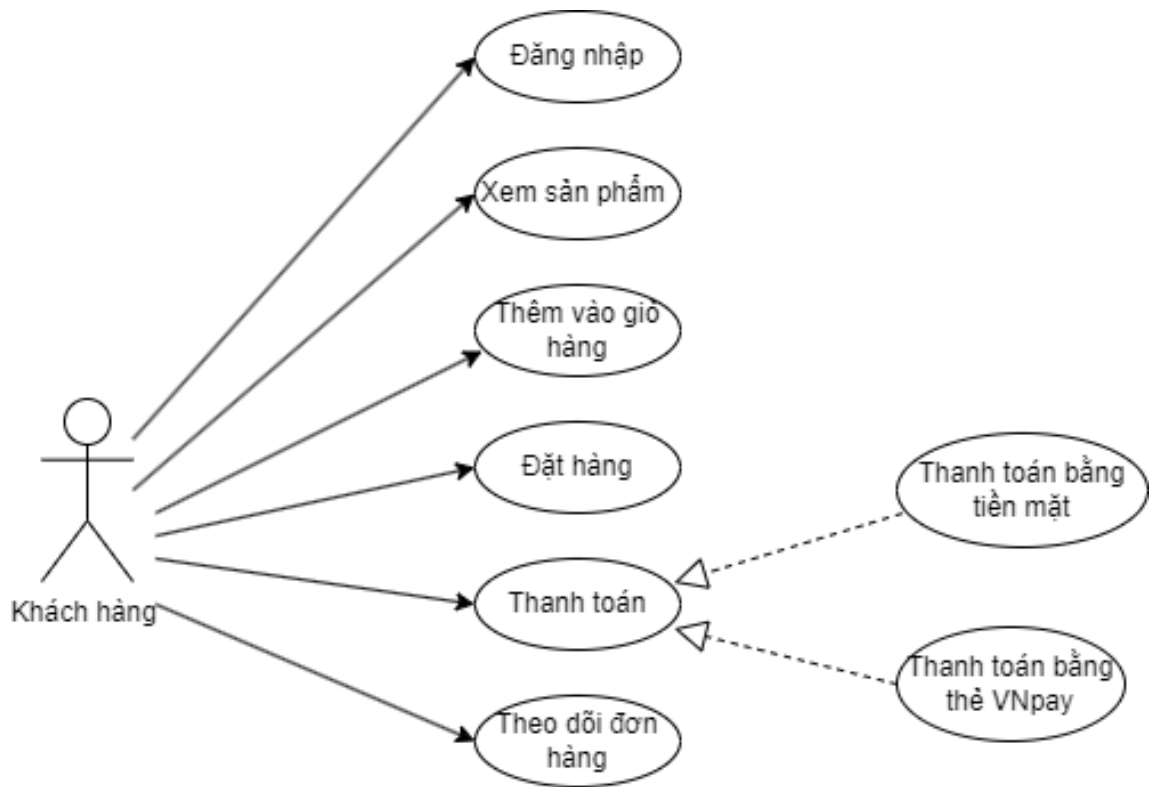 Đăng nhập
Xem sản phẩm
Thêm vào giỏ
hàng
Đặt hàng
Thanh toán bằng
tiền mặt
Thanh toán
Khách hàng
Thanh toán bằng
thẻ VNpay
Theo dõi đơn
hàng